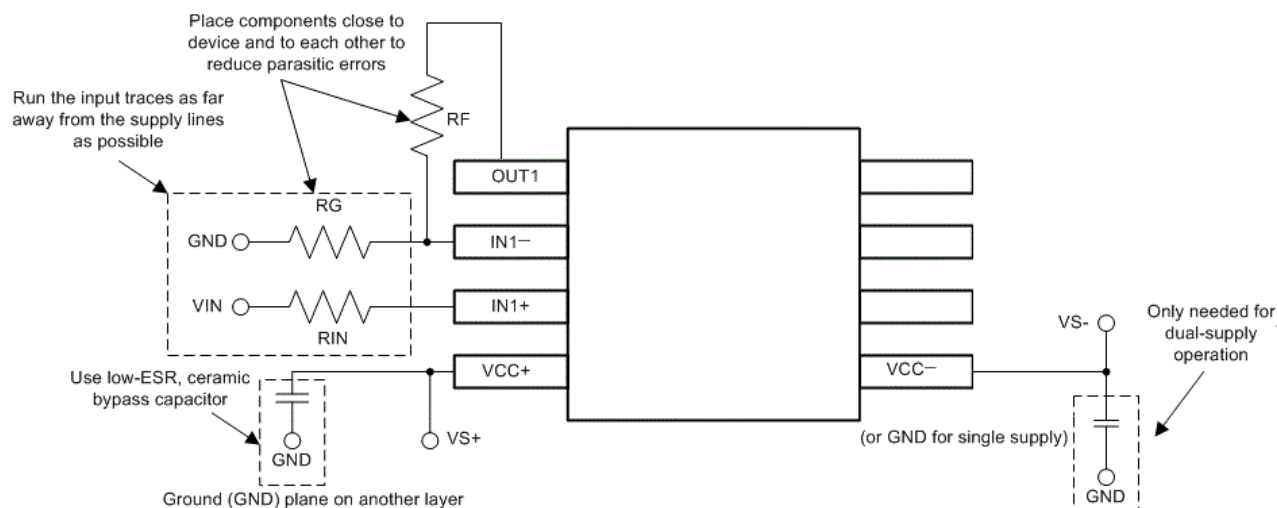 Place components close to
device and to each other to
reduce parasitic errors
Run the input traces as far
away from the supply lines
as possible
RF
OUT1
RG
GND
IN1−
VIN
IN1+
RIN
Only needed for
dual-supply
operation
VS-
Use low-ESR, ceramic
bypass capacitor
VCC+
VCC−
VS+
(or GND for single supply)
GND
GND
Ground (GND) plane on another layer